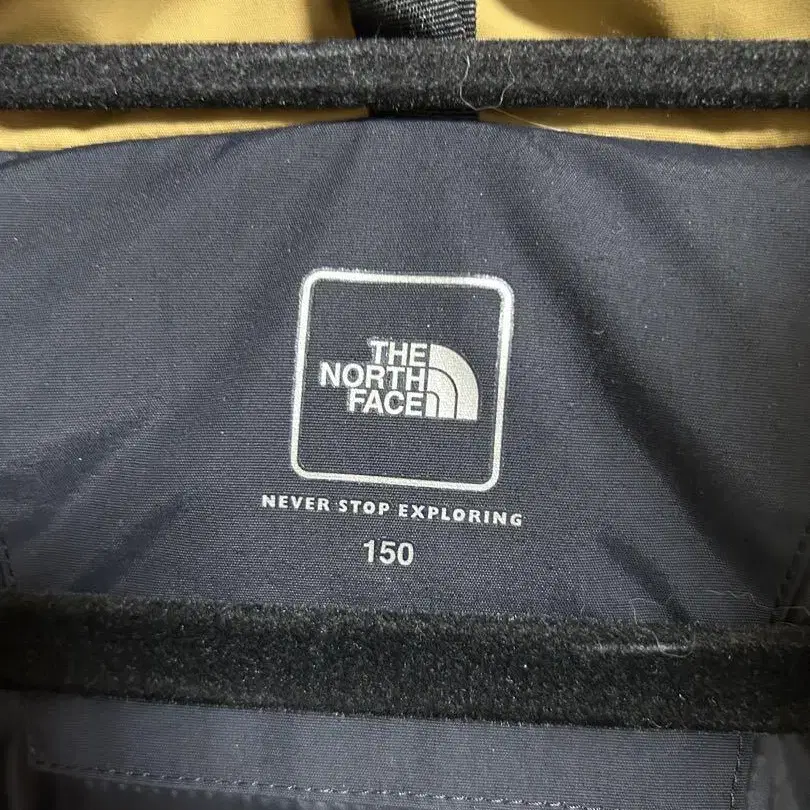 THE
NORTH
FACE
NEVER STOP EXPLORING
150